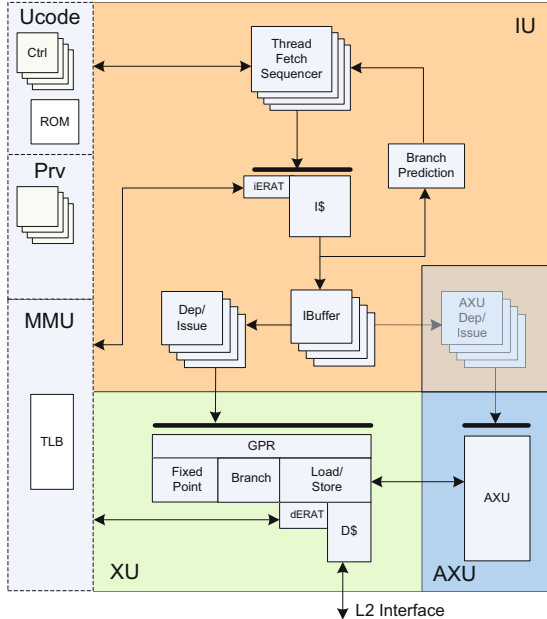 Ucode
IU
Ctrl
Thread
Fetch
Sequencer
ROM
Branch
Prediction
Prv
iERAT
I$
MMU
Dep/
Issue
IBuffer
AXU
Dep/
Issue
TLB
GPR
Fixed
Point
Branch
Load/
Store
AXU
dERAT
D$
XU
AXU
L2 Interface